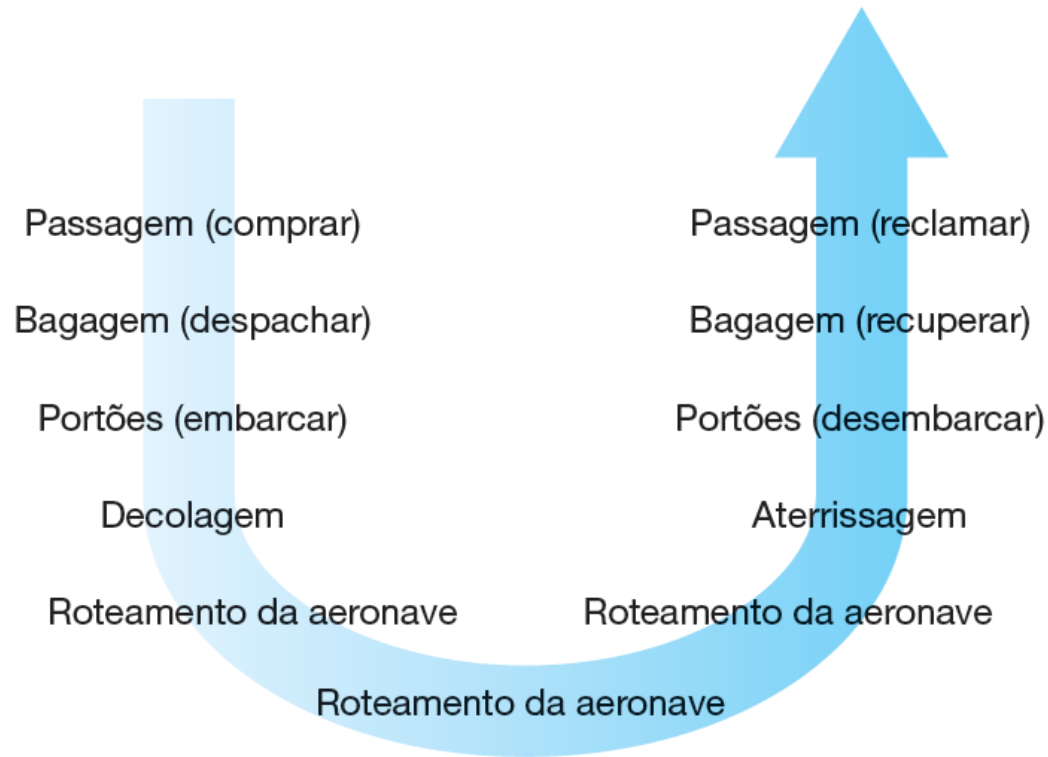 Passagem (comprar)
Bagagem (despachar)
Portões (embarcar)
Decolagem
Roteamento da aeronave
Roteamento da aeronave
Roteamento da aeronave
Aterrissagem
Portões (desembarcar)
Bagagem (recuperar)
Passagem (reclamar)